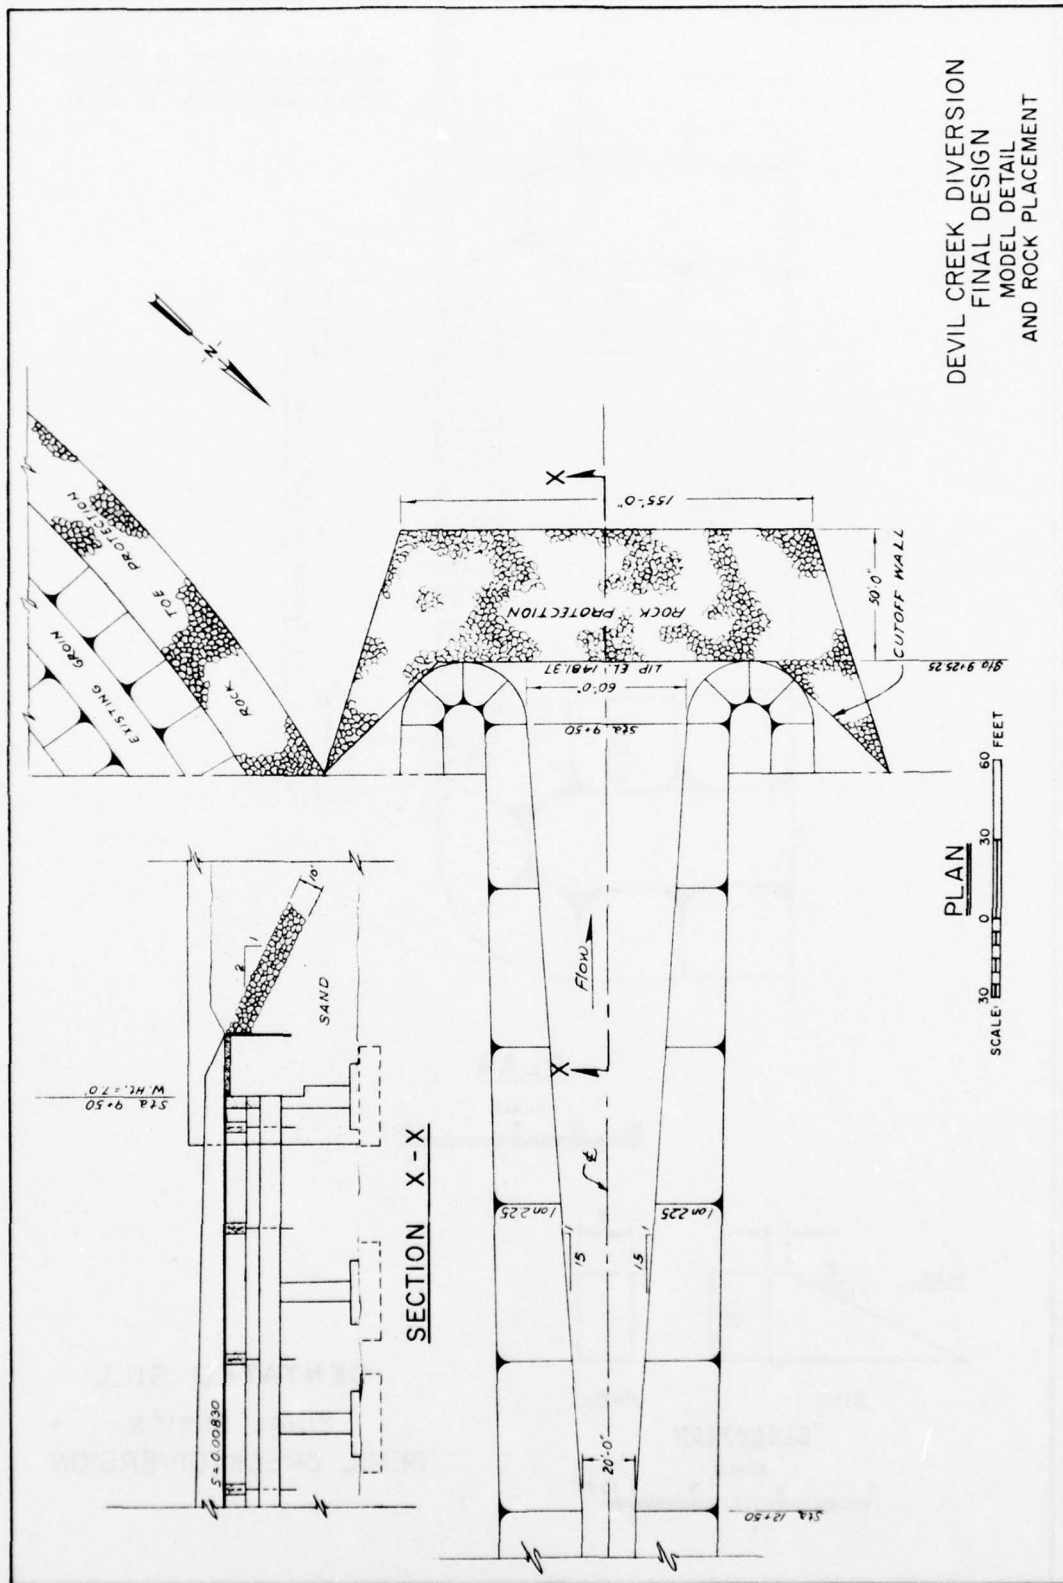 DEVIL CREEK DIVERSION
FINAL DESIGN
MODEL DETAIL
AND ROCK PLACEMENT
N
EXISTING GROIN
ROCK TOE PROTECTION
X
155'-0"
ROCK PROTECTION
50'-0"
CUTOFF WALL
LIP EL. 1481.37
60'-0"
Sta 9+50
Sta 9+25.25
Flow
X
℄
1 on 2.25
1 on 2.25
15
1
15
1
20'-0"
Sta 12+50
PLAN
SCALE: 30 0 30 60 FEET
Sta 9+50
W. Ht. = 7.0'
2
1
10'
SAND
S = 0.00830
SECTION X-X